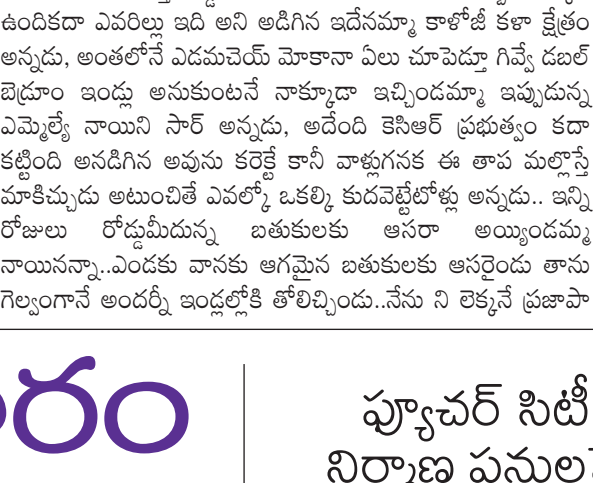 ఉందికదా ఎవరిల్లు ఇది అని అడిగిన ఇదేనమ్మా కాళోజీ కళా క్షేత్రం
అన్నడు, అంతలోనే ఎడమచెయ్ మోకానా ఏలు చూపెడ్తూ గివ్వే డబల్
బెడ్రూం ఇండ్లు అనుకుంటనే నాక్కూడా ఇచ్చిండమ్మా ఇప్పుడున్న
ఎమ్మెల్యే నాయిని సార్ అన్నడు, అదేంది కెసిఆర్ ప్రభుత్వం కదా
కట్టింది అనడిగిన అవును కరెక్టే కానీ వాళ్లుగనక ఈ తాప మల్లొస్తే
మాకిచ్చుడు అటుంచితే ఎవల్కో ఒకల్కి కుదవెట్టేటోళ్లు అన్నడు.. ఇన్ని
రోజులు రోడ్డుమీదున్న బతుకులకు ఆసరా అయ్యిండమ్మ
నాయినన్నా..ఎండకు వానకు ఆగమైన బతుకులకు ఆసరైండు తాను
గెల్వంగానే అందర్నీ ఇండ్లల్లోకి తోలిచ్చిండు..నేను ని లెక్కనే ప్రజాపా
రం
ఫ్యూచర్ సిటీ
నిర్మాణ పనుల